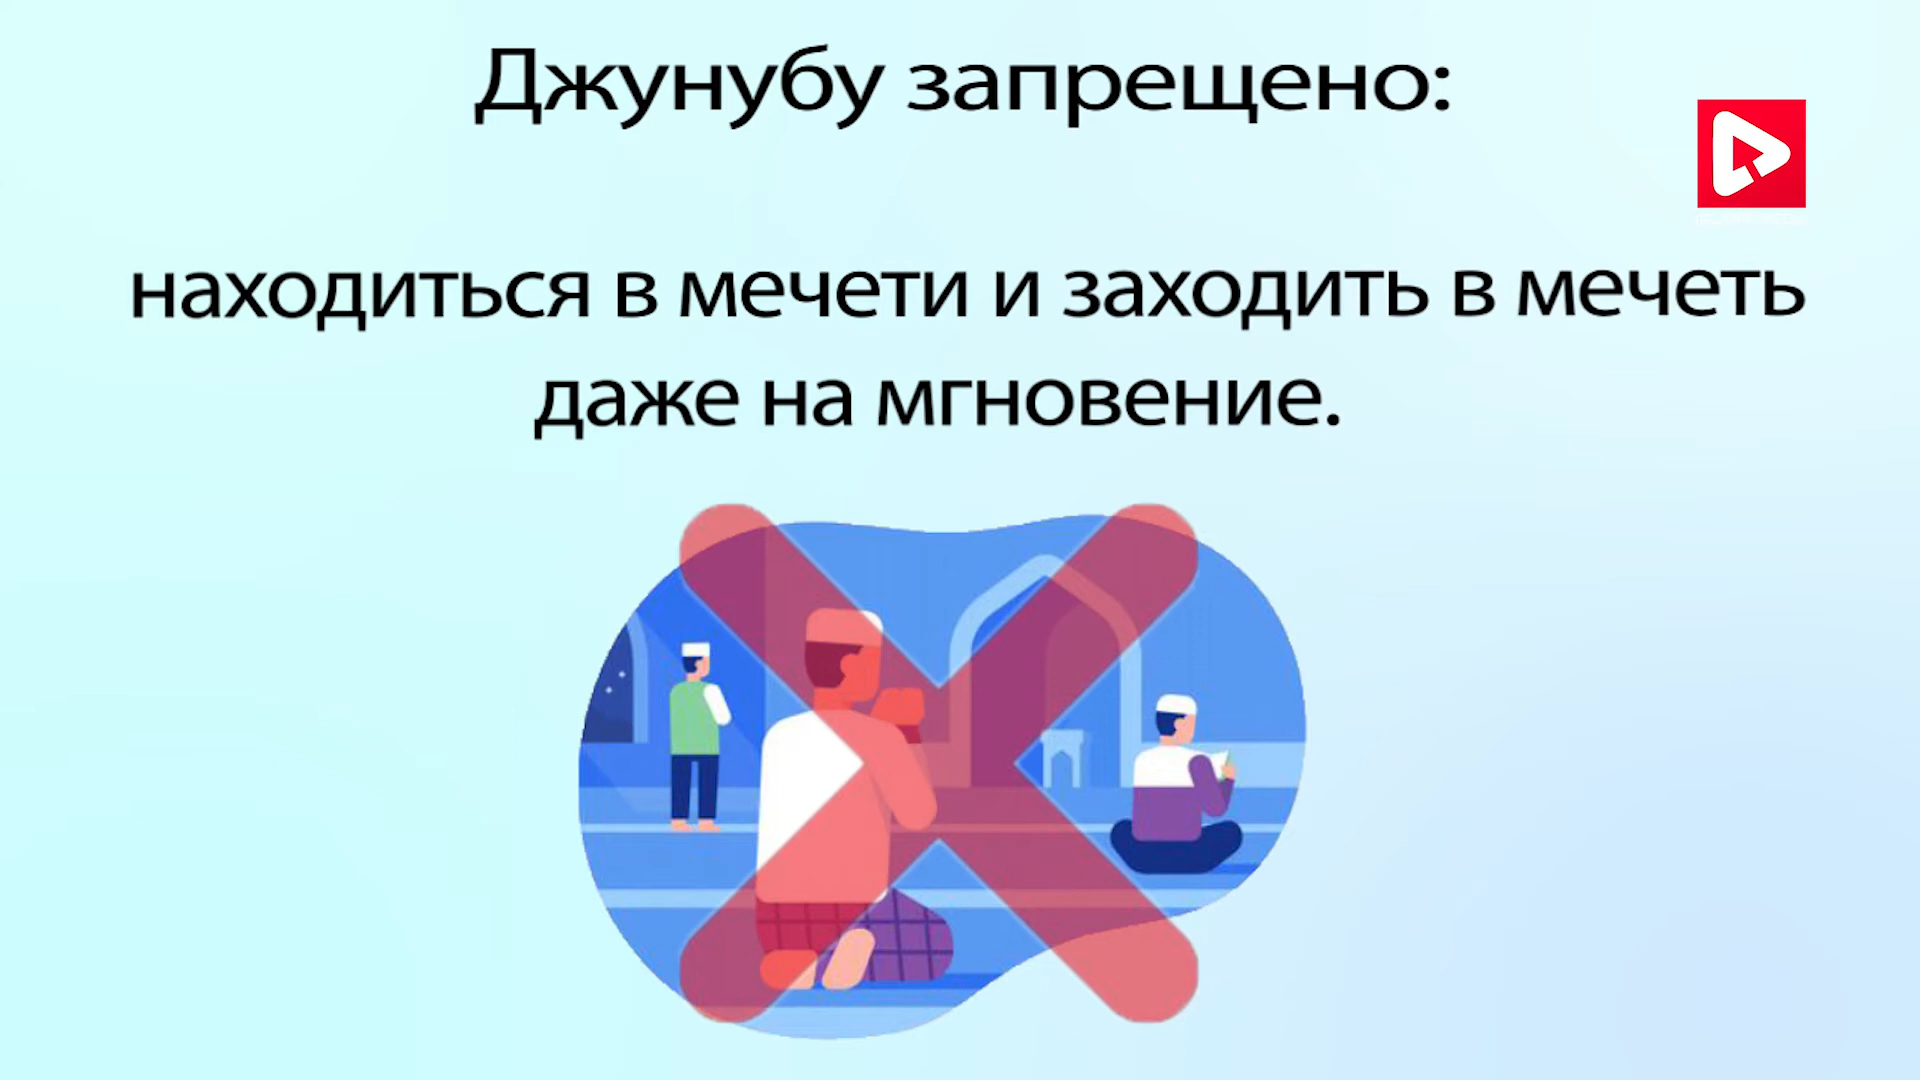 Джунубу запрещено:
находиться в мечети и заходить в мечеть
даже на мгновение.